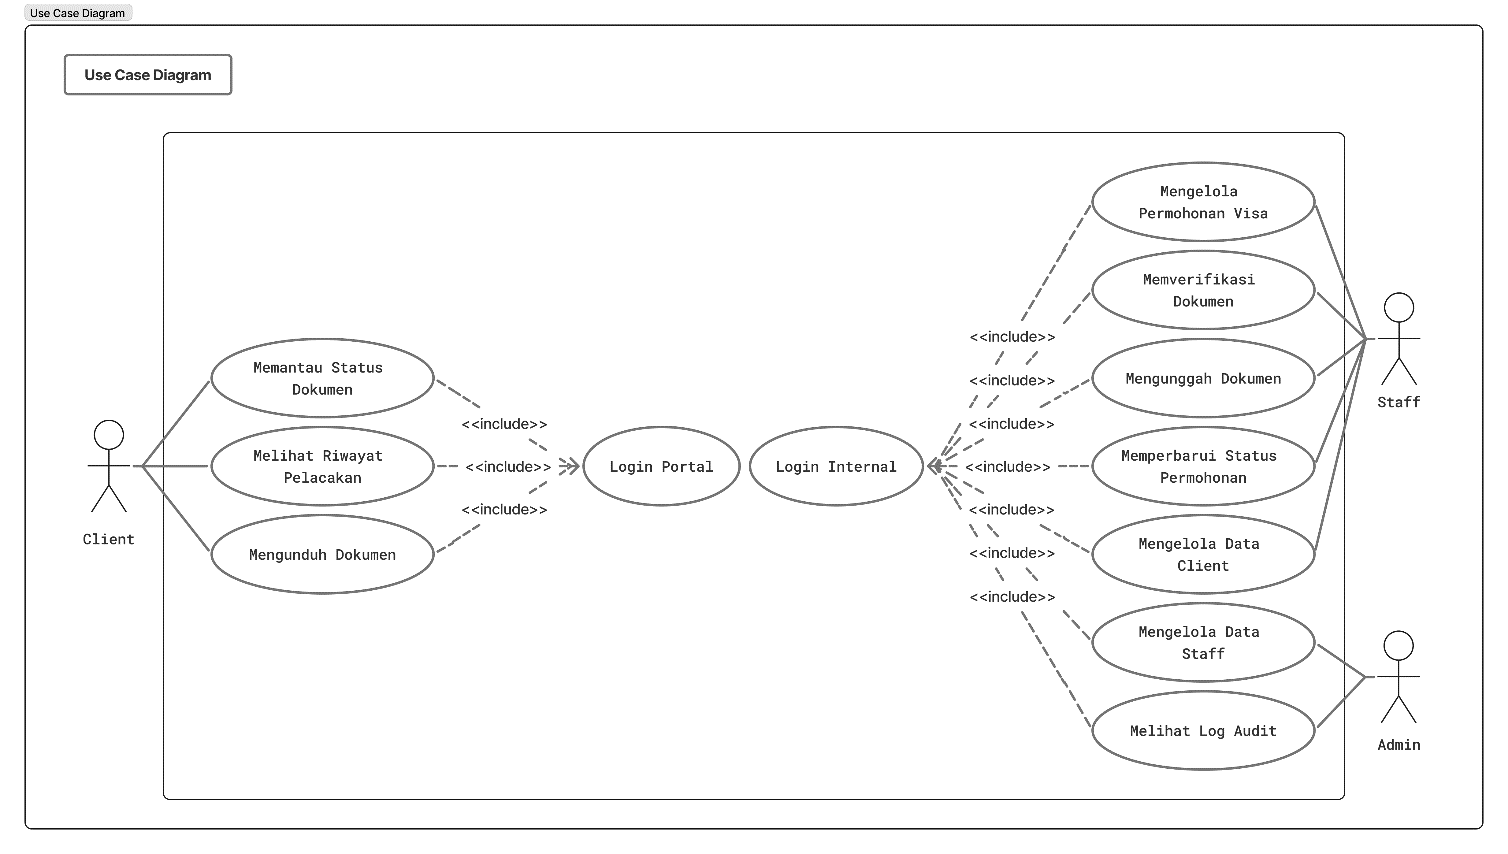 Use Case Diagram
Use Case Diagram
Mengelola
Permohonan Visa
Memverifikasi
Dokumen
Mengunggah Dokumen
Memperbarui Status
Permohonan
Mengelola Data
Client
Mengelola Data
Staff
Melihat Log Audit
<<include>>
<<include>>
<<include>>
<<include>>
<<include>>
<<include>>
<<include>>
Staff
Admin
Memantau Status
Dokumen
Melihat Riwayat
Pelacakan
Mengunduh Dokumen
<<include>>
<<include>>
<<include>>
Login Portal
Login Internal
Client